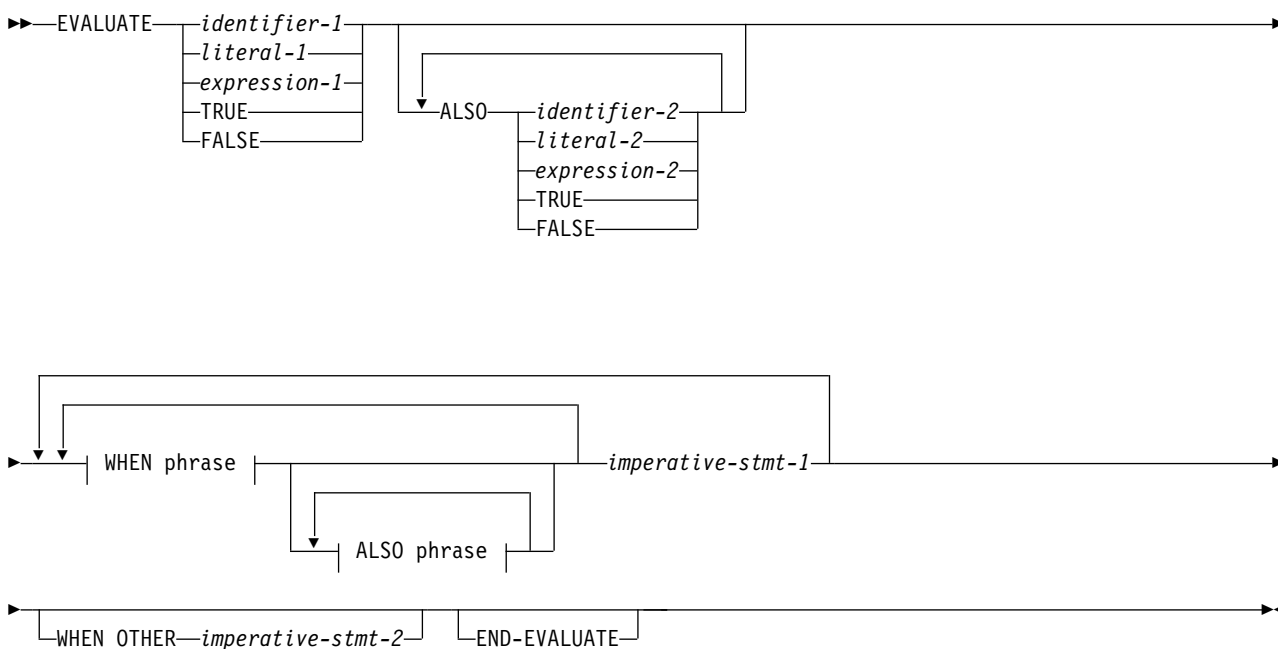 EVALUATE identifier-1
literal-1
expression-1
TRUE
FALSE
ALSO identifier-2
literal-2
expression-2
TRUE
FALSE
WHEN phrase imperative-stmt-1
ALSO phrase
WHEN OTHER imperative-stmt-2 END-EVALUATE